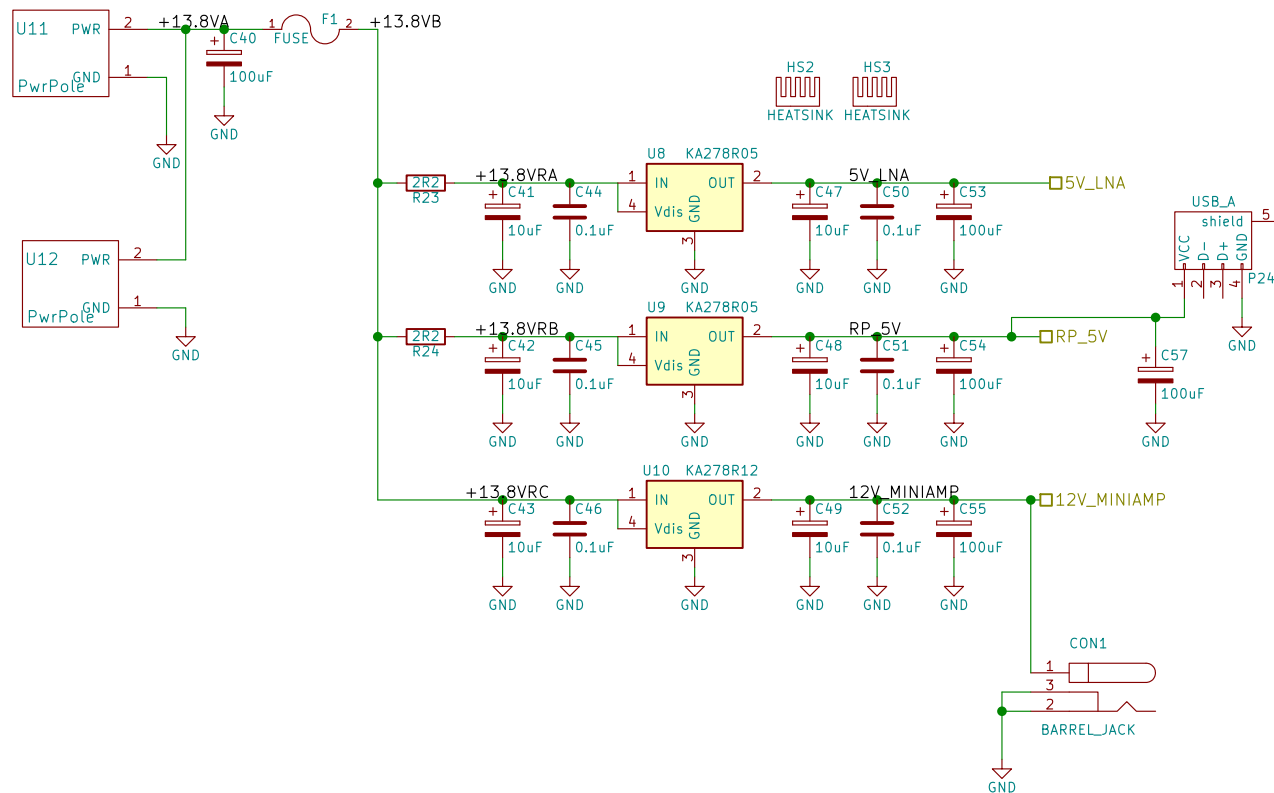 U11
PWR
2
GND
1
PwrPole
+13.8VA
C40
+
100uF
GND
GND
1
F1
2
FUSE
+13.8VB
HS2
HEATSINK
HS3
HEATSINK
2R2
R23
+13.8VRA
+
C41
10uF
GND
C44
0.1uF
GND
U8
KA278R05
1
IN
OUT
2
4
Vdis
GND
3
GND
5V_LNA
+
C47
10uF
GND
C50
0.1uF
GND
+
C53
100uF
GND
5V_LNA
USB_A
shield
5
VCC
D-
D+
GND
1
2
3
4
P24
GND
U12
PWR
2
GND
1
PwrPole
GND
2R2
R24
+13.8VRB
+
C42
10uF
GND
C45
0.1uF
GND
U9
KA278R05
1
IN
OUT
2
4
Vdis
GND
3
GND
RP_5V
+
C48
10uF
GND
C51
0.1uF
GND
+
C54
100uF
GND
RP_5V
+
C57
100uF
GND
+13.8VRC
+
C43
10uF
GND
C46
0.1uF
GND
U10
KA278R12
1
IN
OUT
2
4
Vdis
GND
3
GND
12V_MINIAMP
+
C49
10uF
GND
C52
0.1uF
GND
+
C55
100uF
GND
12V_MINIAMP
CON1
1
3
2
BARREL_JACK
GND